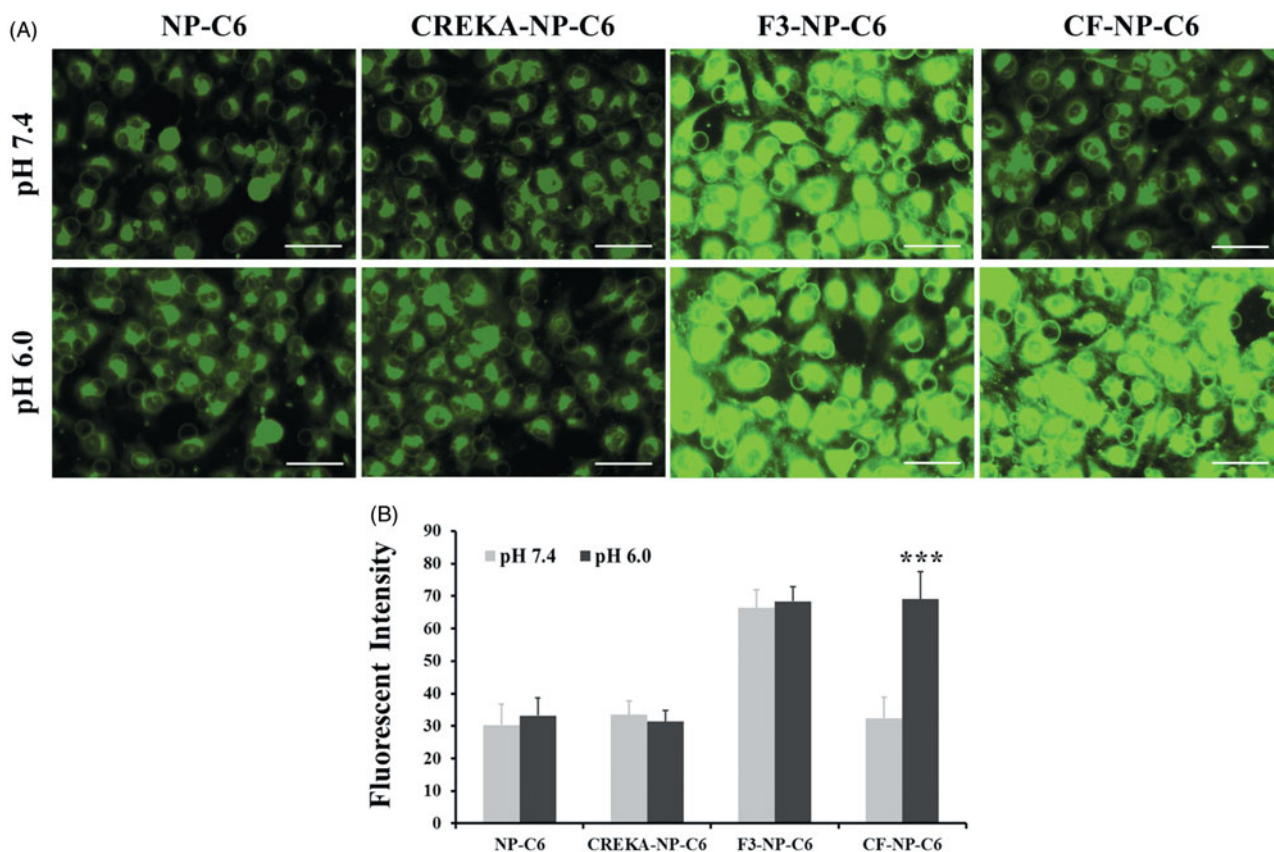 (A)
NP-C6 CREKA-NP-C6 F3-NP-C6 CF-NP-C6
pH 7.4
pH 6.0
(B)
90
80
70
60
50
40
30
20
10
0
Fluorescent Intensity
pH 7.4 pH 6.0
***
NP-C6 CREKA-NP-C6 F3-NP-C6 CF-NP-C6